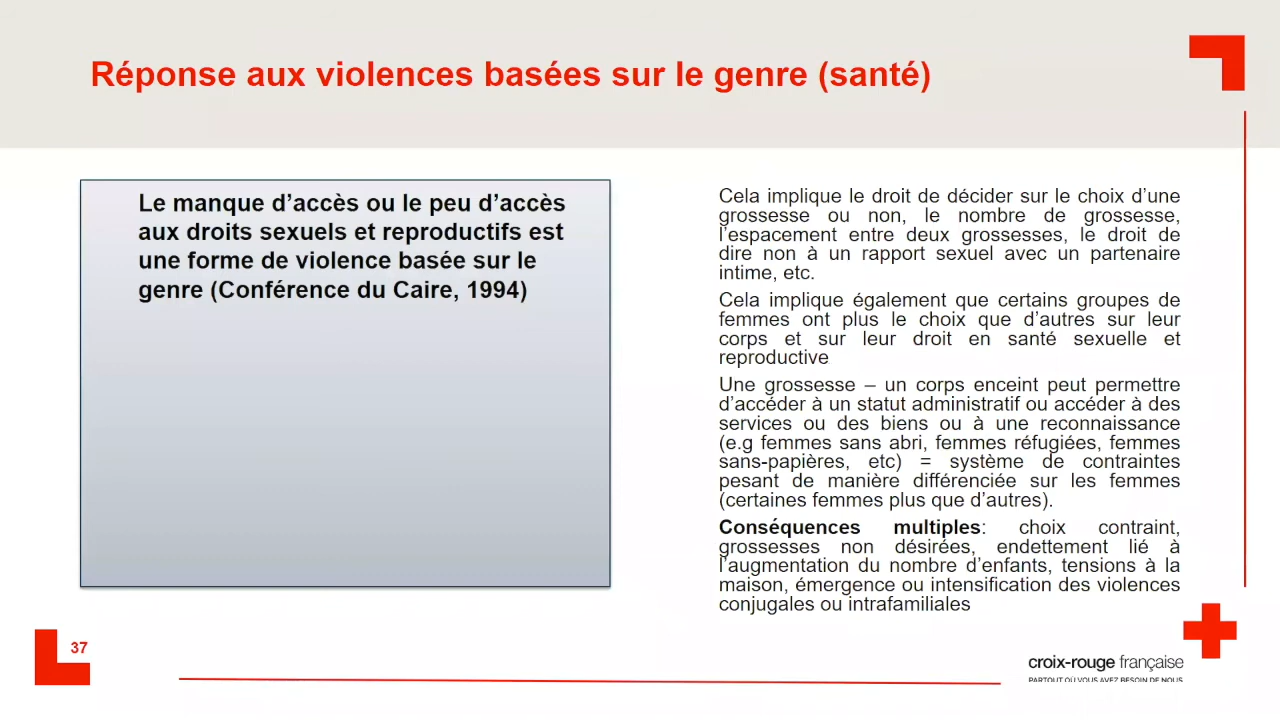 Réponse aux violences basées sur le genre (santé)
Le manque d’accès ou le peu d’accès
aux droits sexuels et reproductifs est
une forme de violence basée sur le
genre (Conférence du Caire, 1994)
Cela implique le droit de décider sur le choix d’une
grossesse ou non, le nombre de grossesse,
l’espacement entre deux grossesses, le droit de
dire non à un rapport sexuel avec un partenaire
intime, etc.
Cela implique également que certains groupes de
femmes ont plus le choix que d’autres sur leur
corps et sur leur droit en santé sexuelle et
reproductive
Une grossesse – un corps enceint peut permettre
d’accéder à un statut administratif ou accéder à des
services ou des biens ou à une reconnaissance
(e.g femmes sans abri, femmes réfugiées, femmes
sans-papières, etc) = système de contraintes
pesant de manière différenciée sur les femmes
(certaines femmes plus que d’autres).
Conséquences multiples: choix contraint,
grossesses non désirées, endettement lié à
l’augmentation du nombre d’enfants, tensions à la
maison, émergence ou intensification des violences
conjugales ou intrafamiliales
37
croix-rouge française
PARTOUT OÙ VOUS AVEZ BESOIN DE NOUS